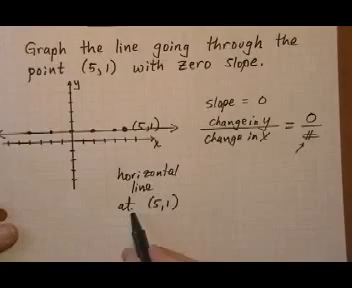 Graph the line going through the
point (5,1) with zero slope.
y
slope = 0
change in y
change in x
= 0
#
(5,1)
x
horizontal
line
at (5,1)